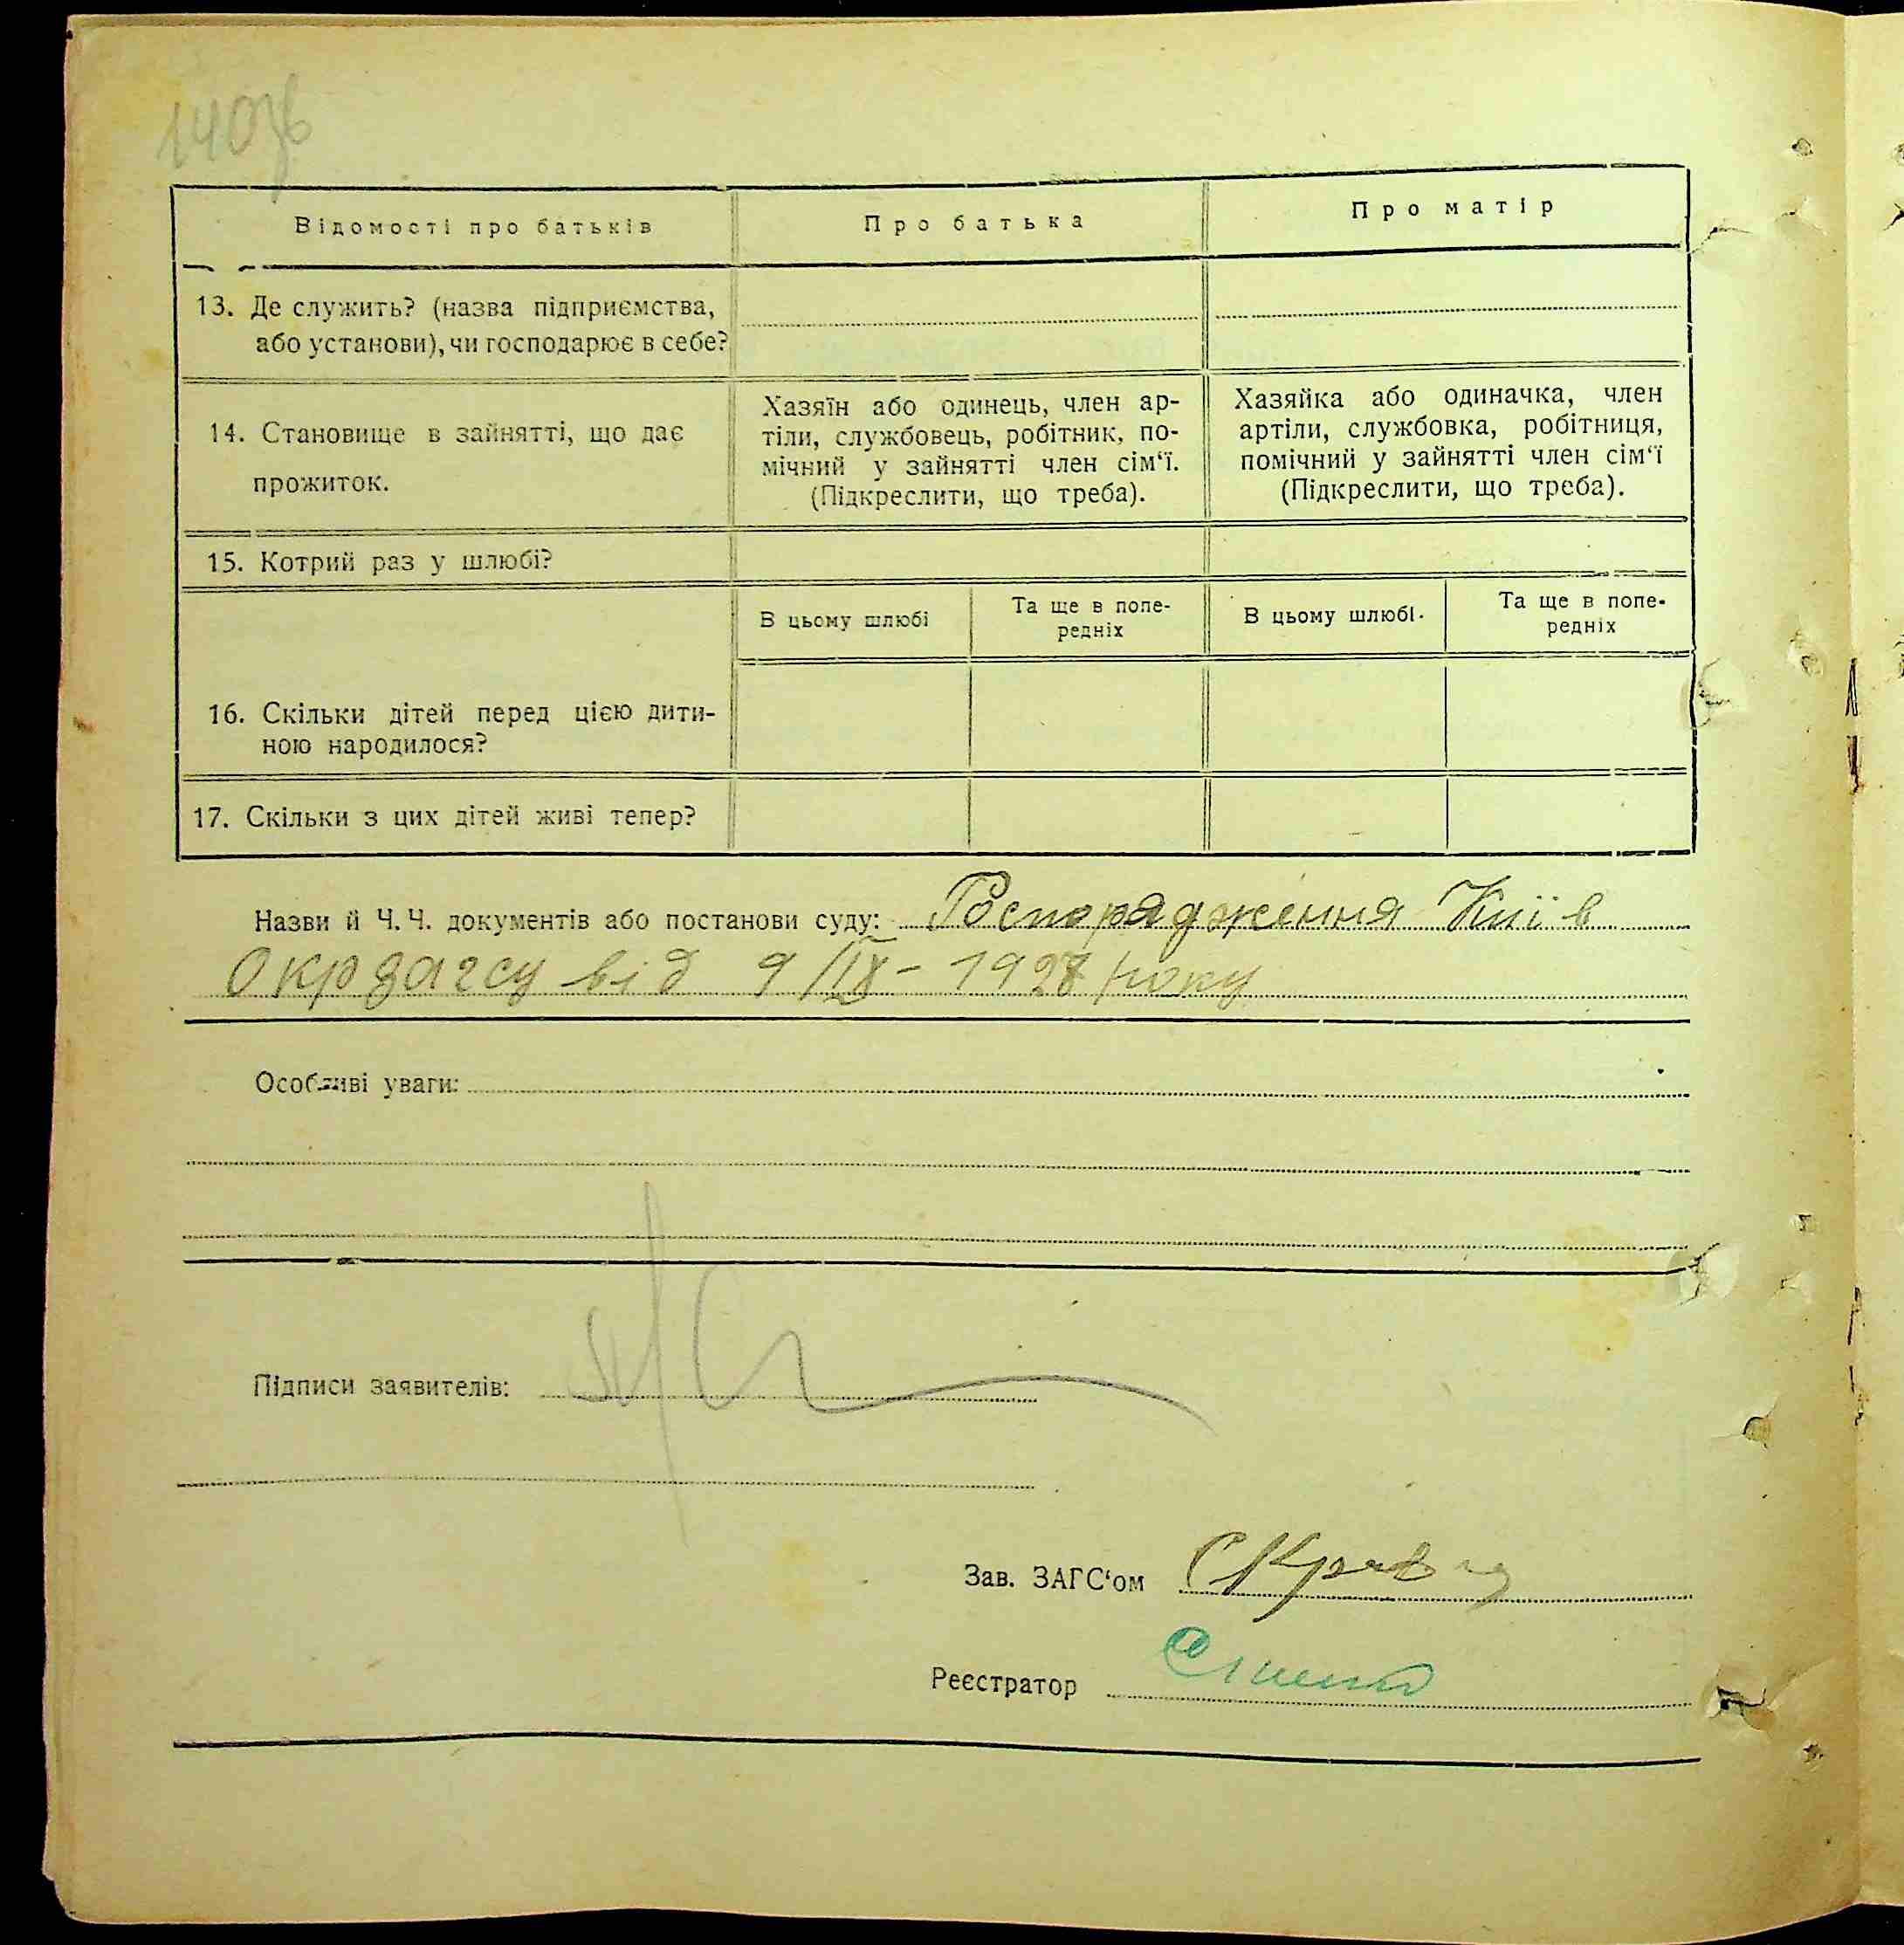 140зв
Відомості про батьків
Про батька
Про матір
13. Де служить? (назва підприємства,
або установи), чи господарює в себе?
14. Становище в зайнятті, що дає
прожиток.
Хазяїн або одинець, член ар-
тіли, службовець, робітник, по-
мічний у зайнятті член сім‘ї.
(Підкреслити, що треба).
Хазяйка або одиначка, член
артіли, службовка, робітниця,
помічний у зайнятті член сім‘ї
(Підкреслити, що треба).
15. Котрий раз у шлюбі?
В цьому шлюбі
Та ще в попе-
редніх
В цьому шлюбі.
Та ще в попе-
редніх
16. Скільки дітей перед цією дити-
ною народилося?
17. Скільки з цих дітей живі тепер?
Назви й Ч. Ч. документів або постанови суду: Роспорядження Київ
Окрзагсу від 9/IX - 1928 року
Особливі уваги:
Підписи заявителів:
Зав. ЗАГС‘ом
Реєстратор